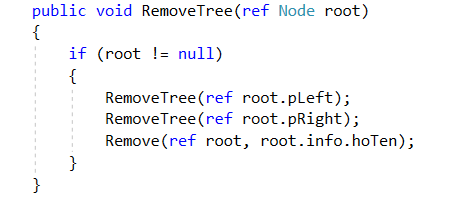 public void RemoveTree(ref Node root)
{
if (root != null)
{
RemoveTree(ref root.pLeft);
RemoveTree(ref root.pRight);
Remove(ref root, root.info.hoTen);
}
}